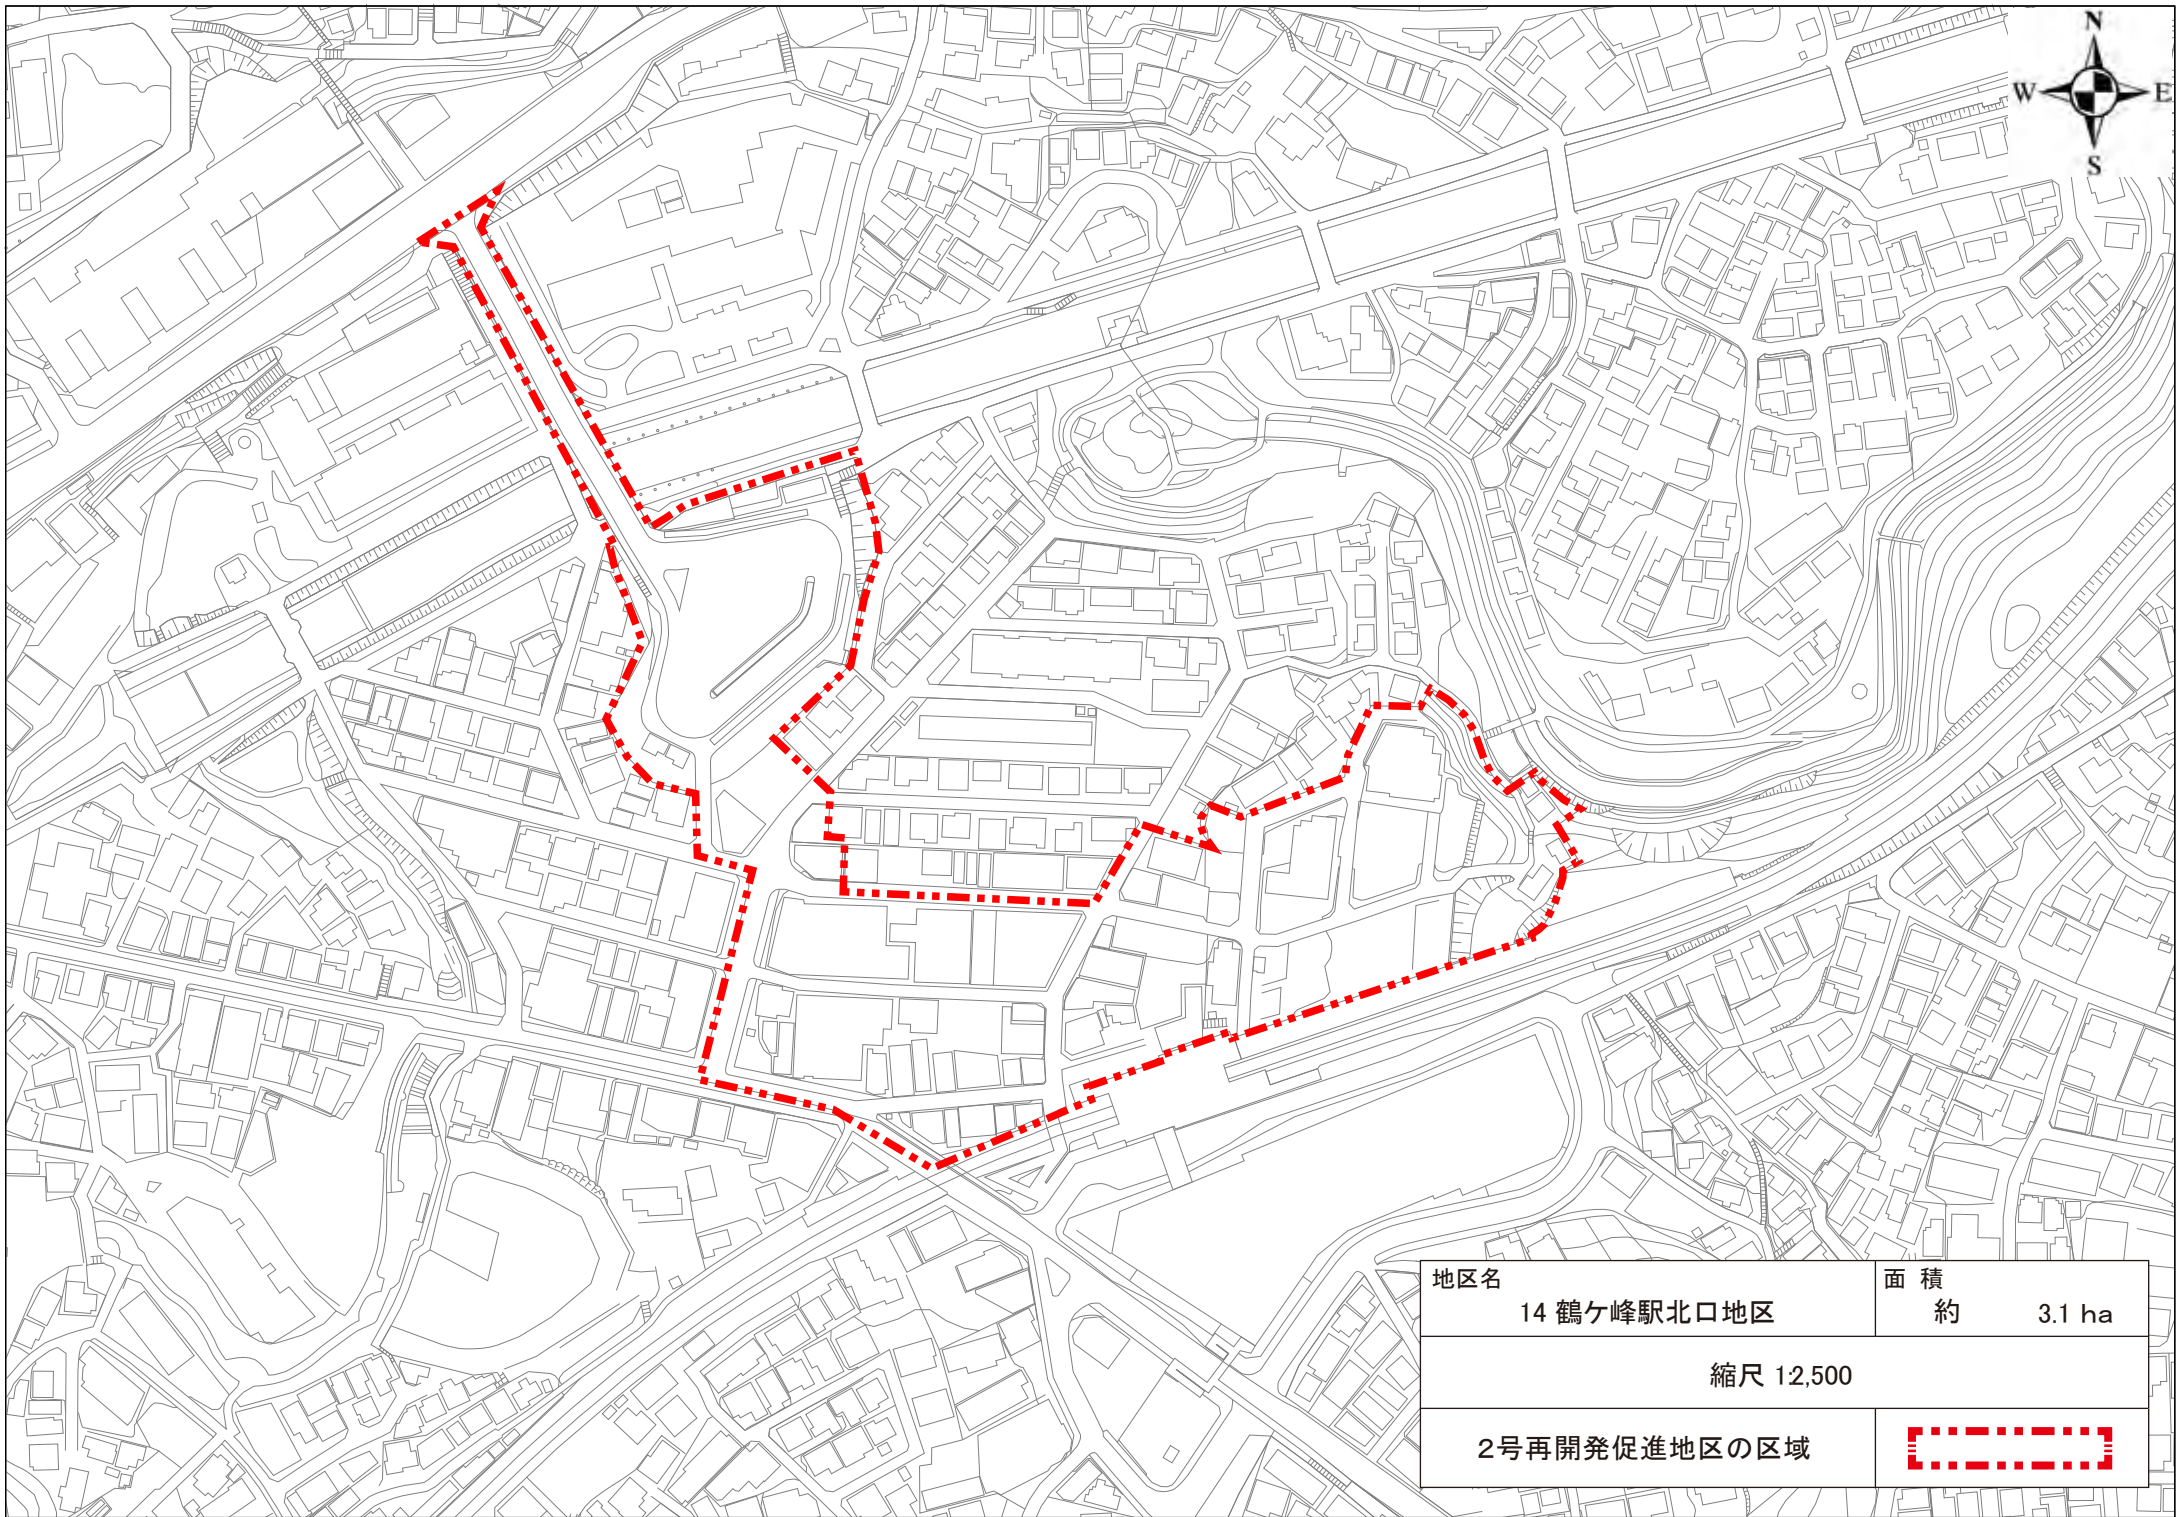 N
W E
S
地区名
14 鶴ケ峰駅北口地区
面 積
約 3.1 ha
縮尺 1:2,500
2号再開発促進地区の区域